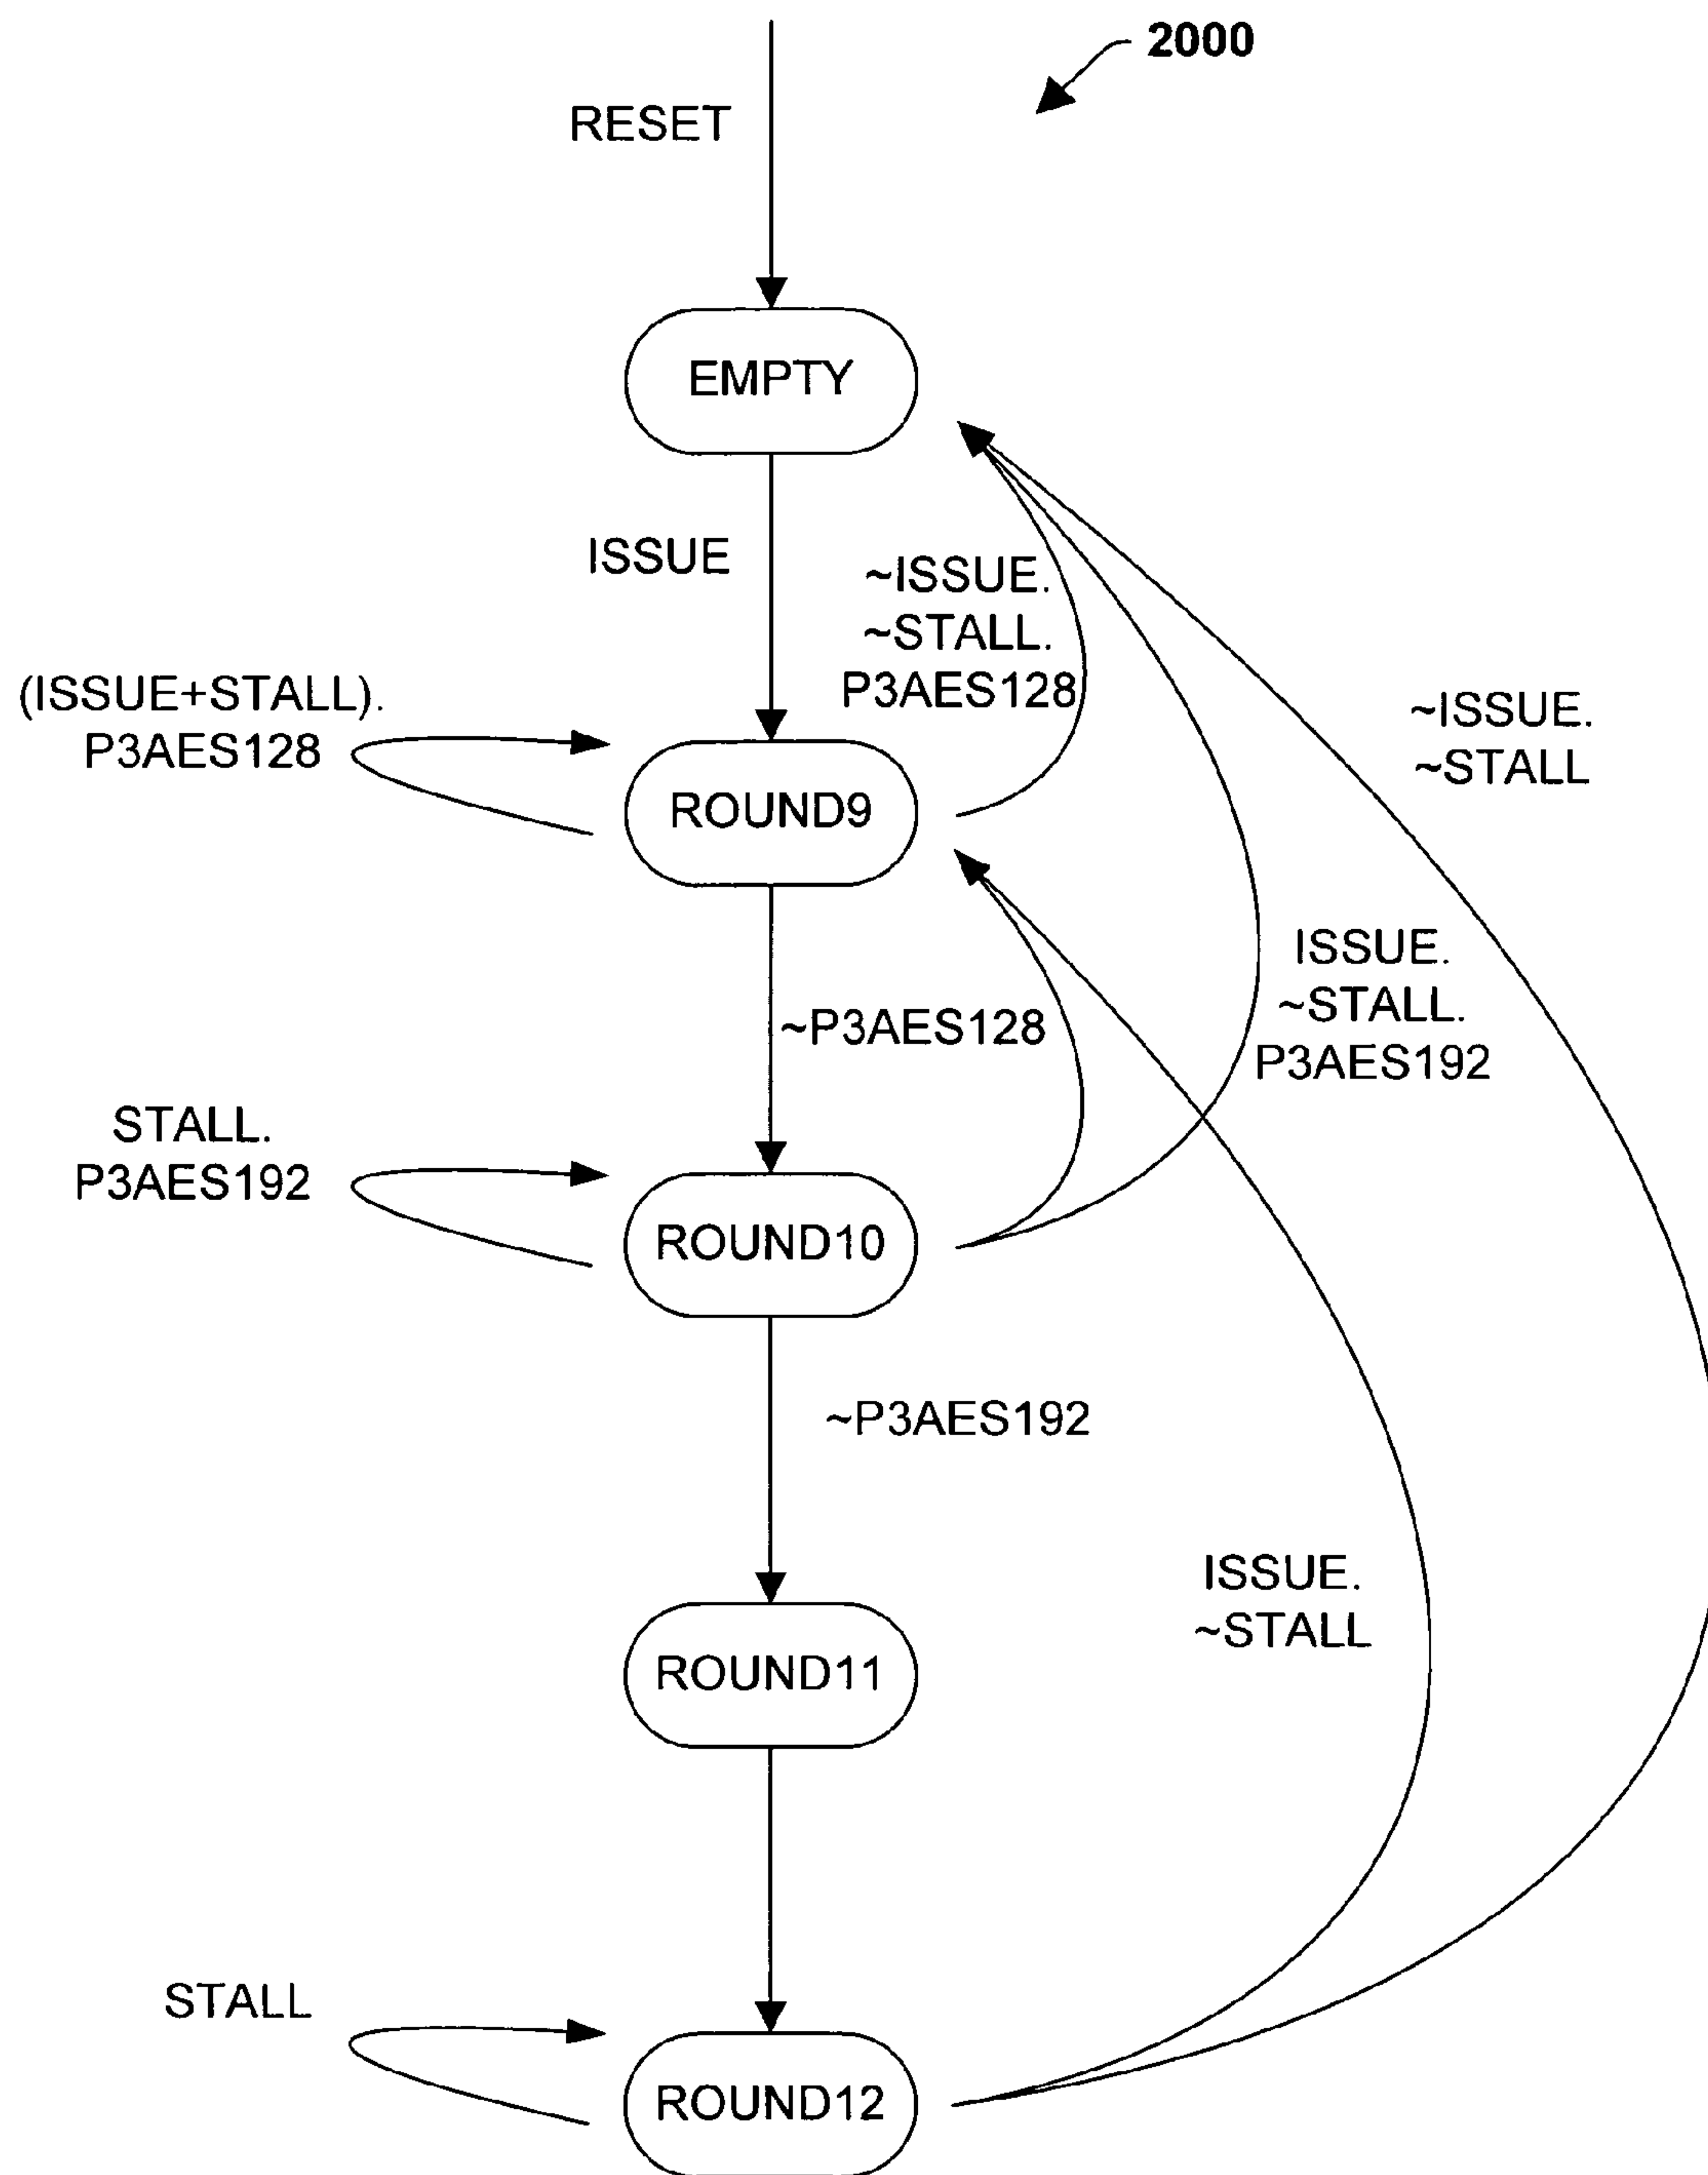 2000
RESET
EMPTY
ISSUE
~ISSUE.
~STALL.
P3AES128
(ISSUE+STALL).
P3AES128
~ISSUE.
~STALL
ROUND9
ISSUE.
~STALL.
P3AES192
~P3AES128
STALL.
P3AES192
ROUND10
~P3AES192
ISSUE.
~STALL
ROUND11
STALL
ROUND12